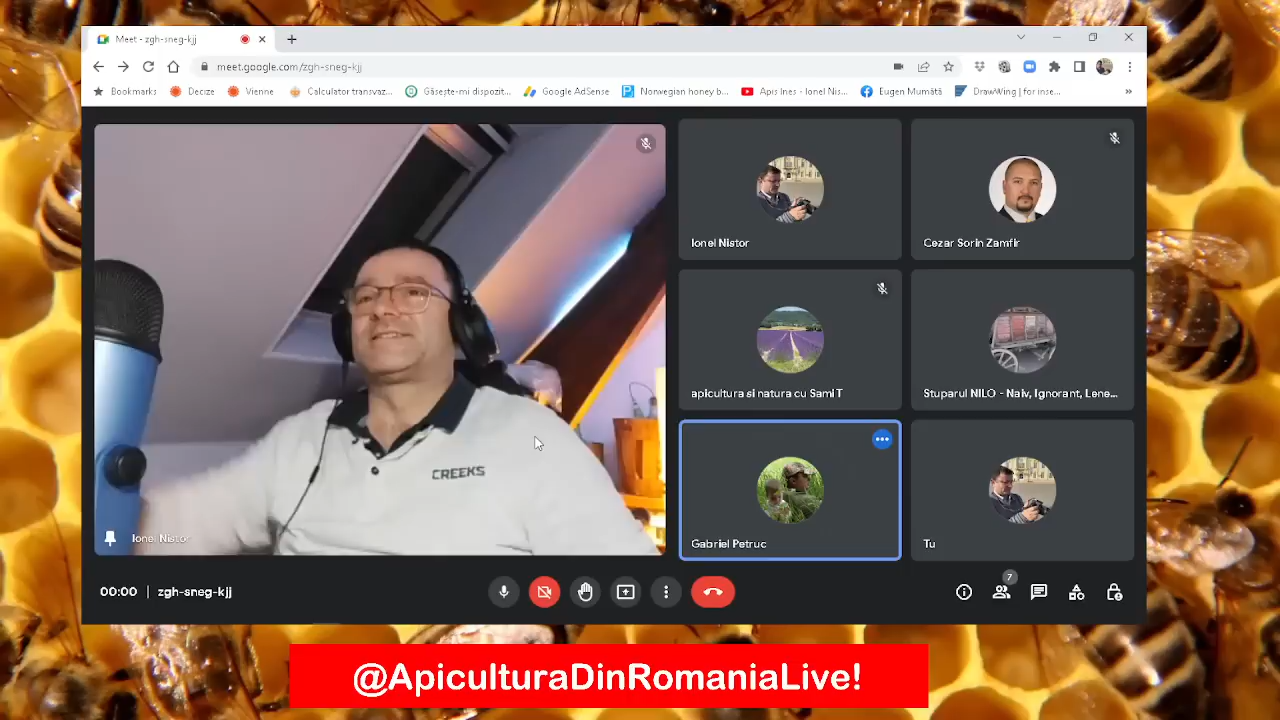 Meet - zgh-sneg-kjj
meet.google.com/zgh-sneg-kjj
Bookmarks Decize Vienne Calculator transvaz... Găsește-mi dispozit... Google AdSense Norwegian honey b... Apis Ines - Ionel Nis... Eugen Mumătă DrawWing | for inse...
Ionel Nistor
Cezar Sorin Zamfir
apicultura si natura cu Sami T
Stuparul NILO - Naiv, Ignorant, Lene...
CREEKS
Ionel Nistor
Gabriel Petruc
Tu
00:00 | zgh-sneg-kjj
7
@ApiculturaDinRomaniaLive!